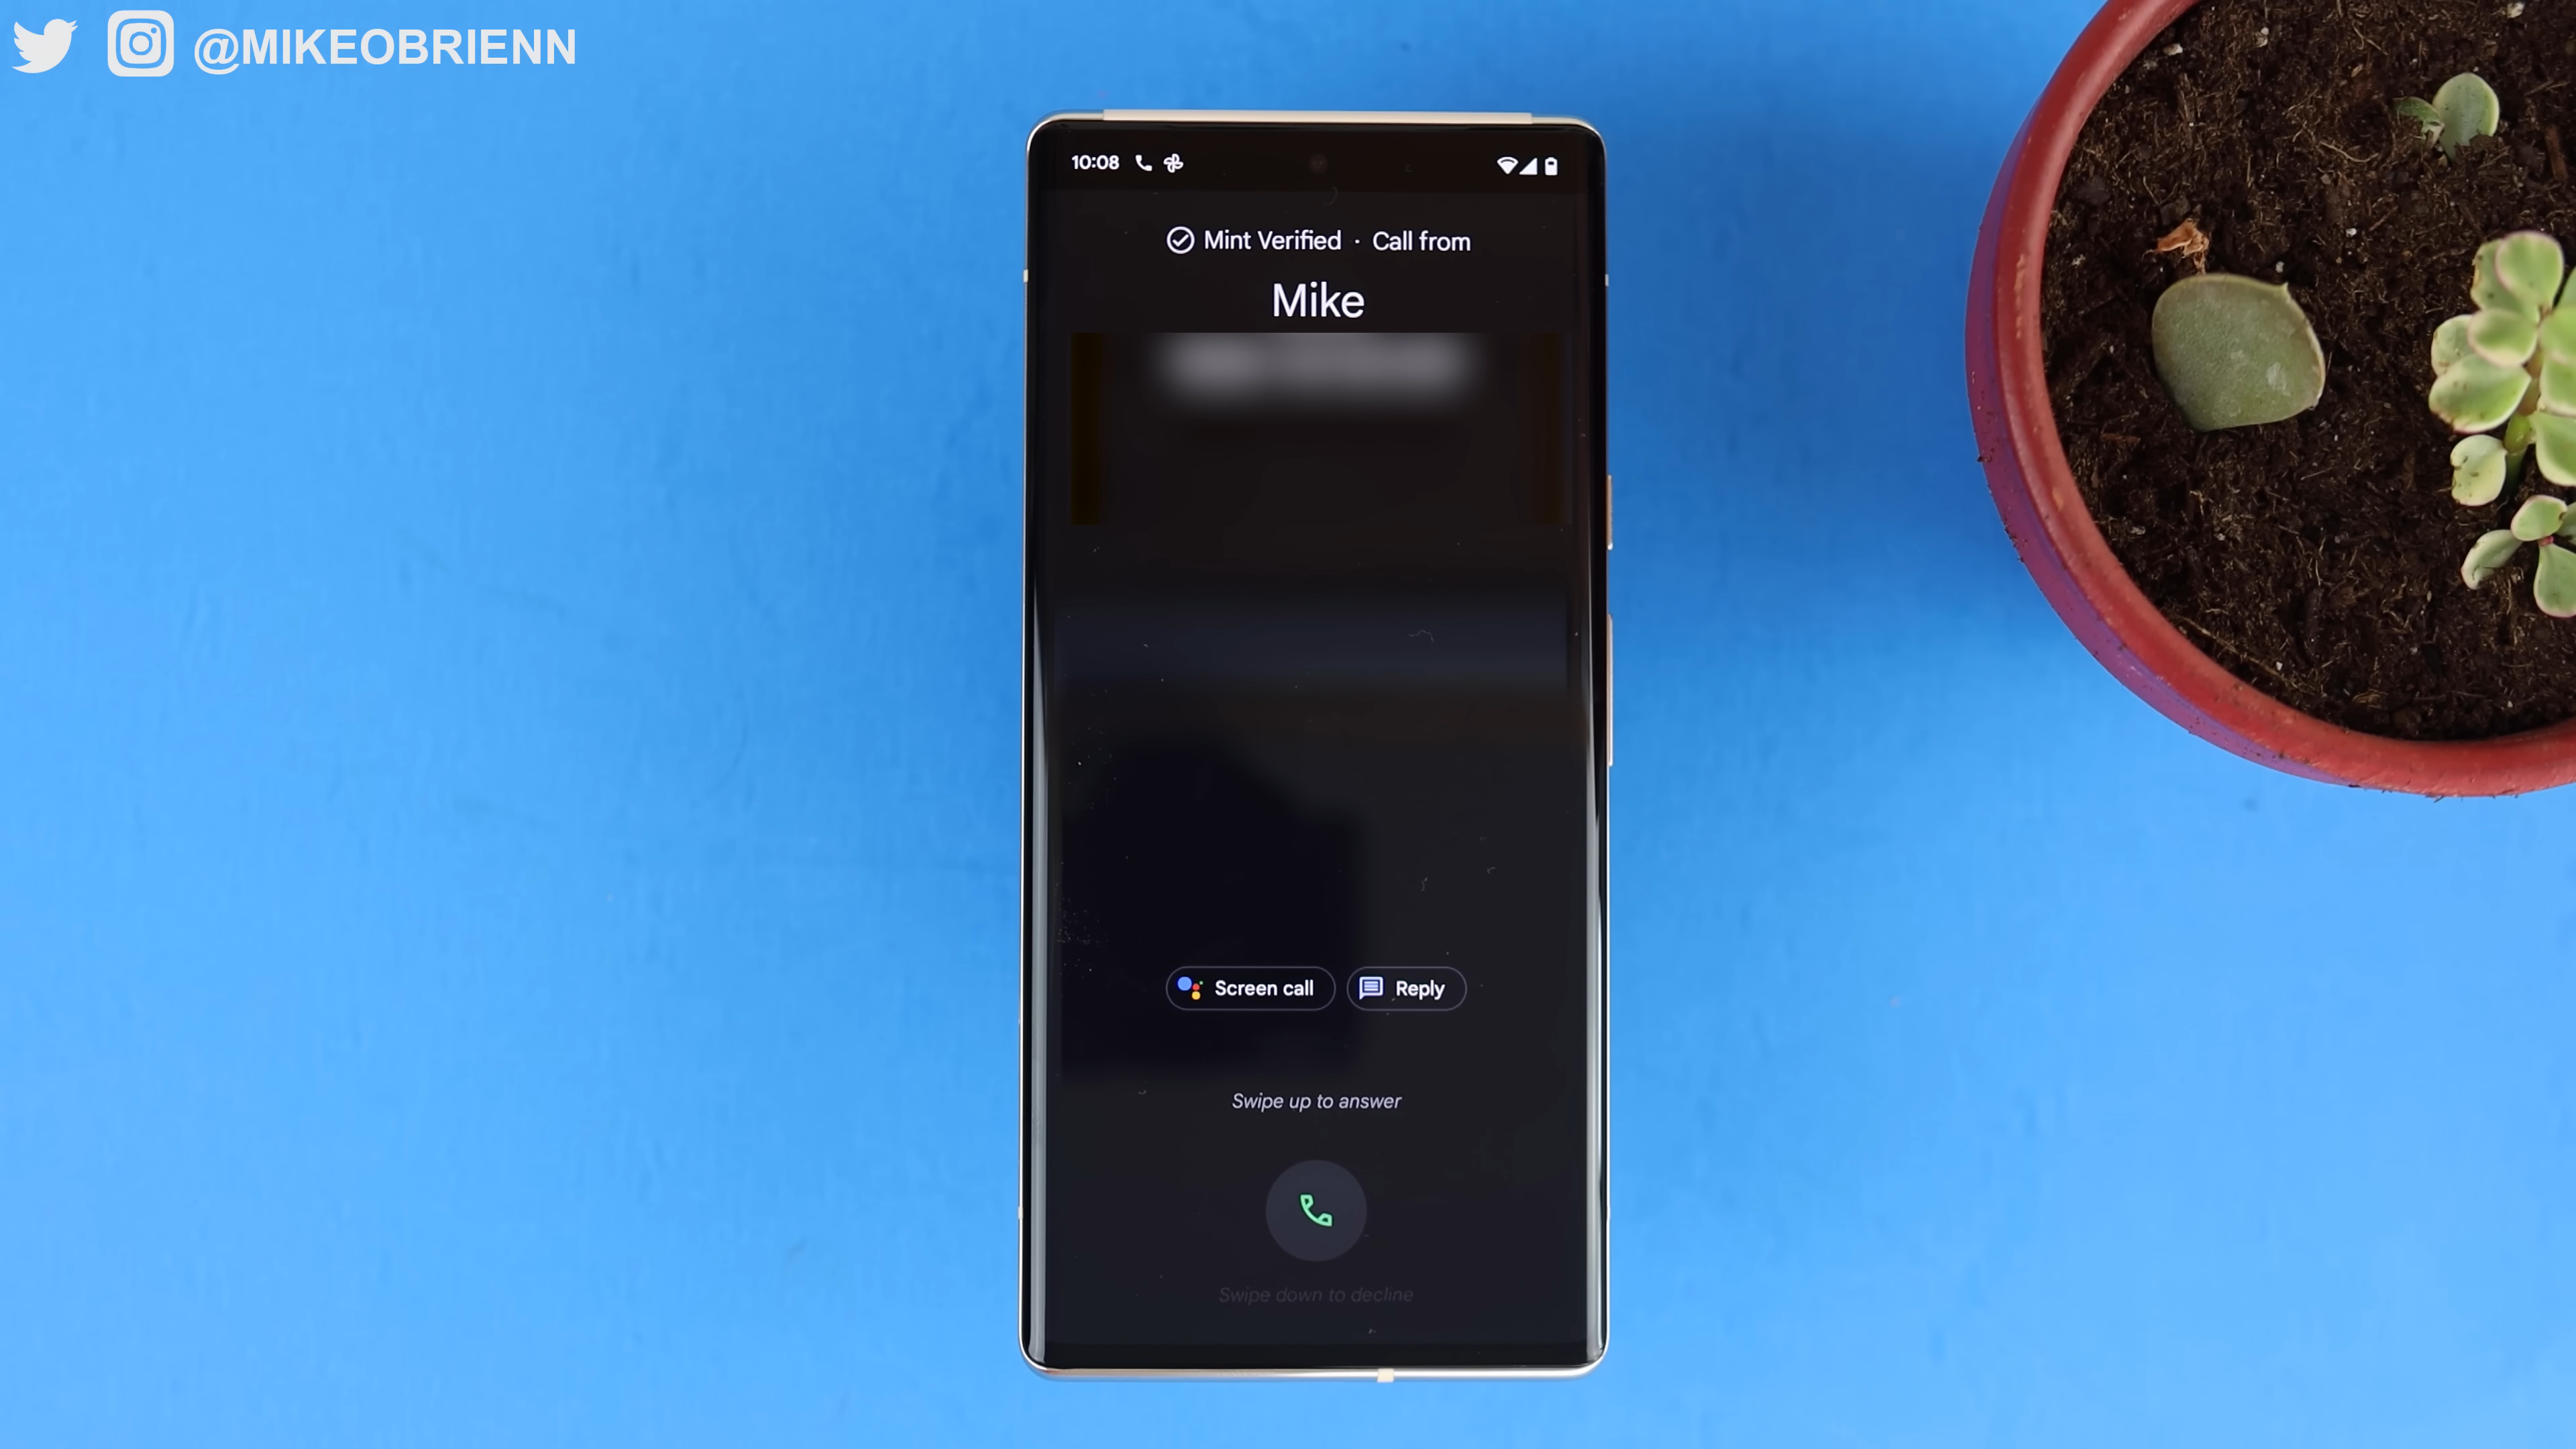 @MIKEOBRIENN
10:08
Mint Verified · Call from
Mike
Screen call
Reply
Swipe up to answer
Swipe down to decline